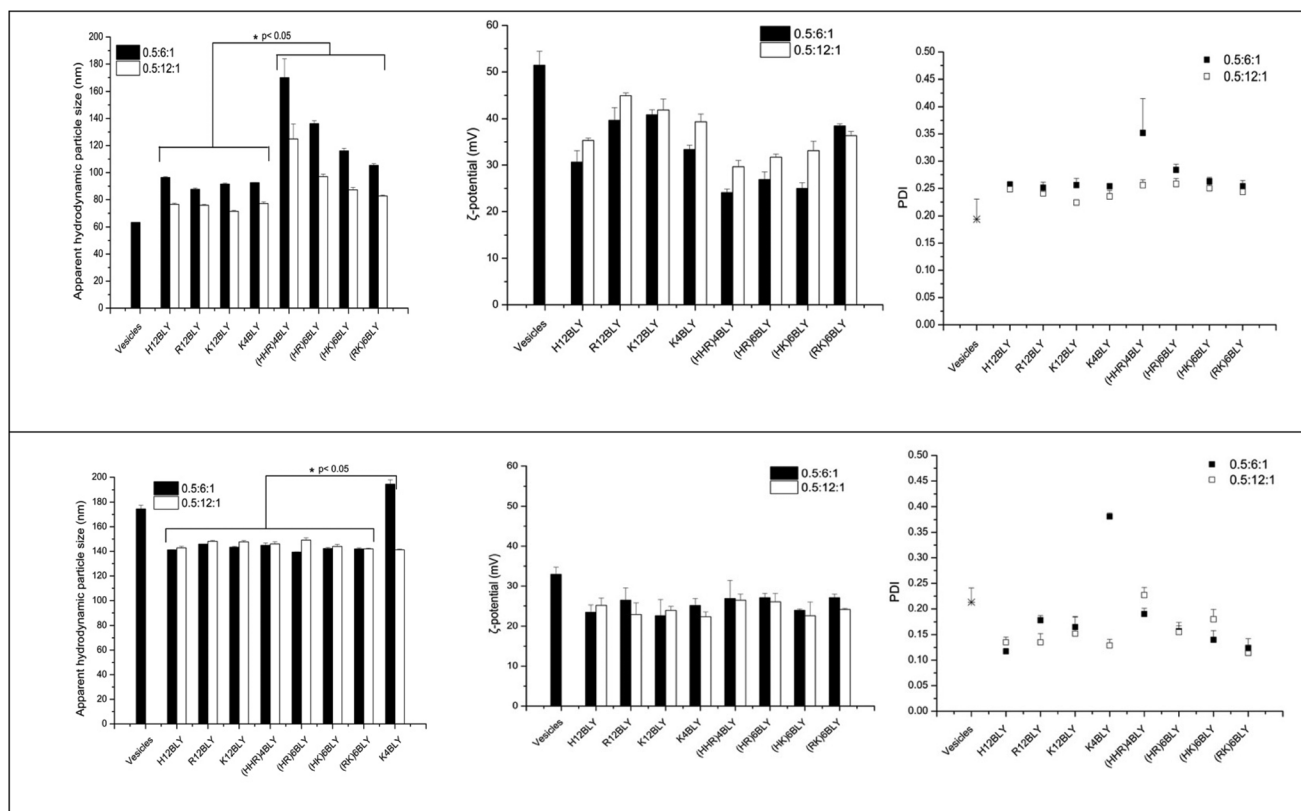 Apparent hydrodynamic particle size (nm)
200
180
160
140
120
100
80
60
40
20
0
0.5:6:1
0.5:12:1
* p< 0.05
Vesicles
H12BLY
R12BLY
K12BLY
K4BLY
(HHR)4BLY
(HR)6BLY
(HK)6BLY
(RK)6BLY
ζ-potential (mV)
60
50
40
30
20
10
0
0.5:6:1
0.5:12:1
Vesicles
H12BLY
R12BLY
K12BLY
K4BLY
(HHR)4BLY
(HR)6BLY
(HK)6BLY
(RK)6BLY
PDI
0.50
0.45
0.40
0.35
0.30
0.25
0.20
0.15
0.10
0.05
0.00
0.5:6:1
0.5:12:1
Vesicles
H12BLY
R12BLY
K12BLY
K4BLY
(HHR)4BLY
(HR)6BLY
(HK)6BLY
(RK)6BLY
Apparent hydrodynamic particle size (nm)
200
180
160
140
120
100
80
60
40
20
0
0.5:6:1
0.5:12:1
* p< 0.05
Vesicles
H12BLY
R12BLY
K12BLY
(HHR)4BLY
(HR)6BLY
(HK)6BLY
(RK)6BLY
K4BLY
ζ-potential (mV)
60
50
40
30
20
10
0
0.5:6:1
0.5:12:1
Vesicles
H12BLY
R12BLY
K12BLY
K4BLY
(HHR)4BLY
(HR)6BLY
(HK)6BLY
(RK)6BLY
PDI
0.50
0.45
0.40
0.35
0.30
0.25
0.20
0.15
0.10
0.05
0.00
0.5:6:1
0.5:12:1
Vesicles
H12BLY
R12BLY
K12BLY
K4BLY
(HHR)4BLY
(HR)6BLY
(HK)6BLY
(RK)6BLY